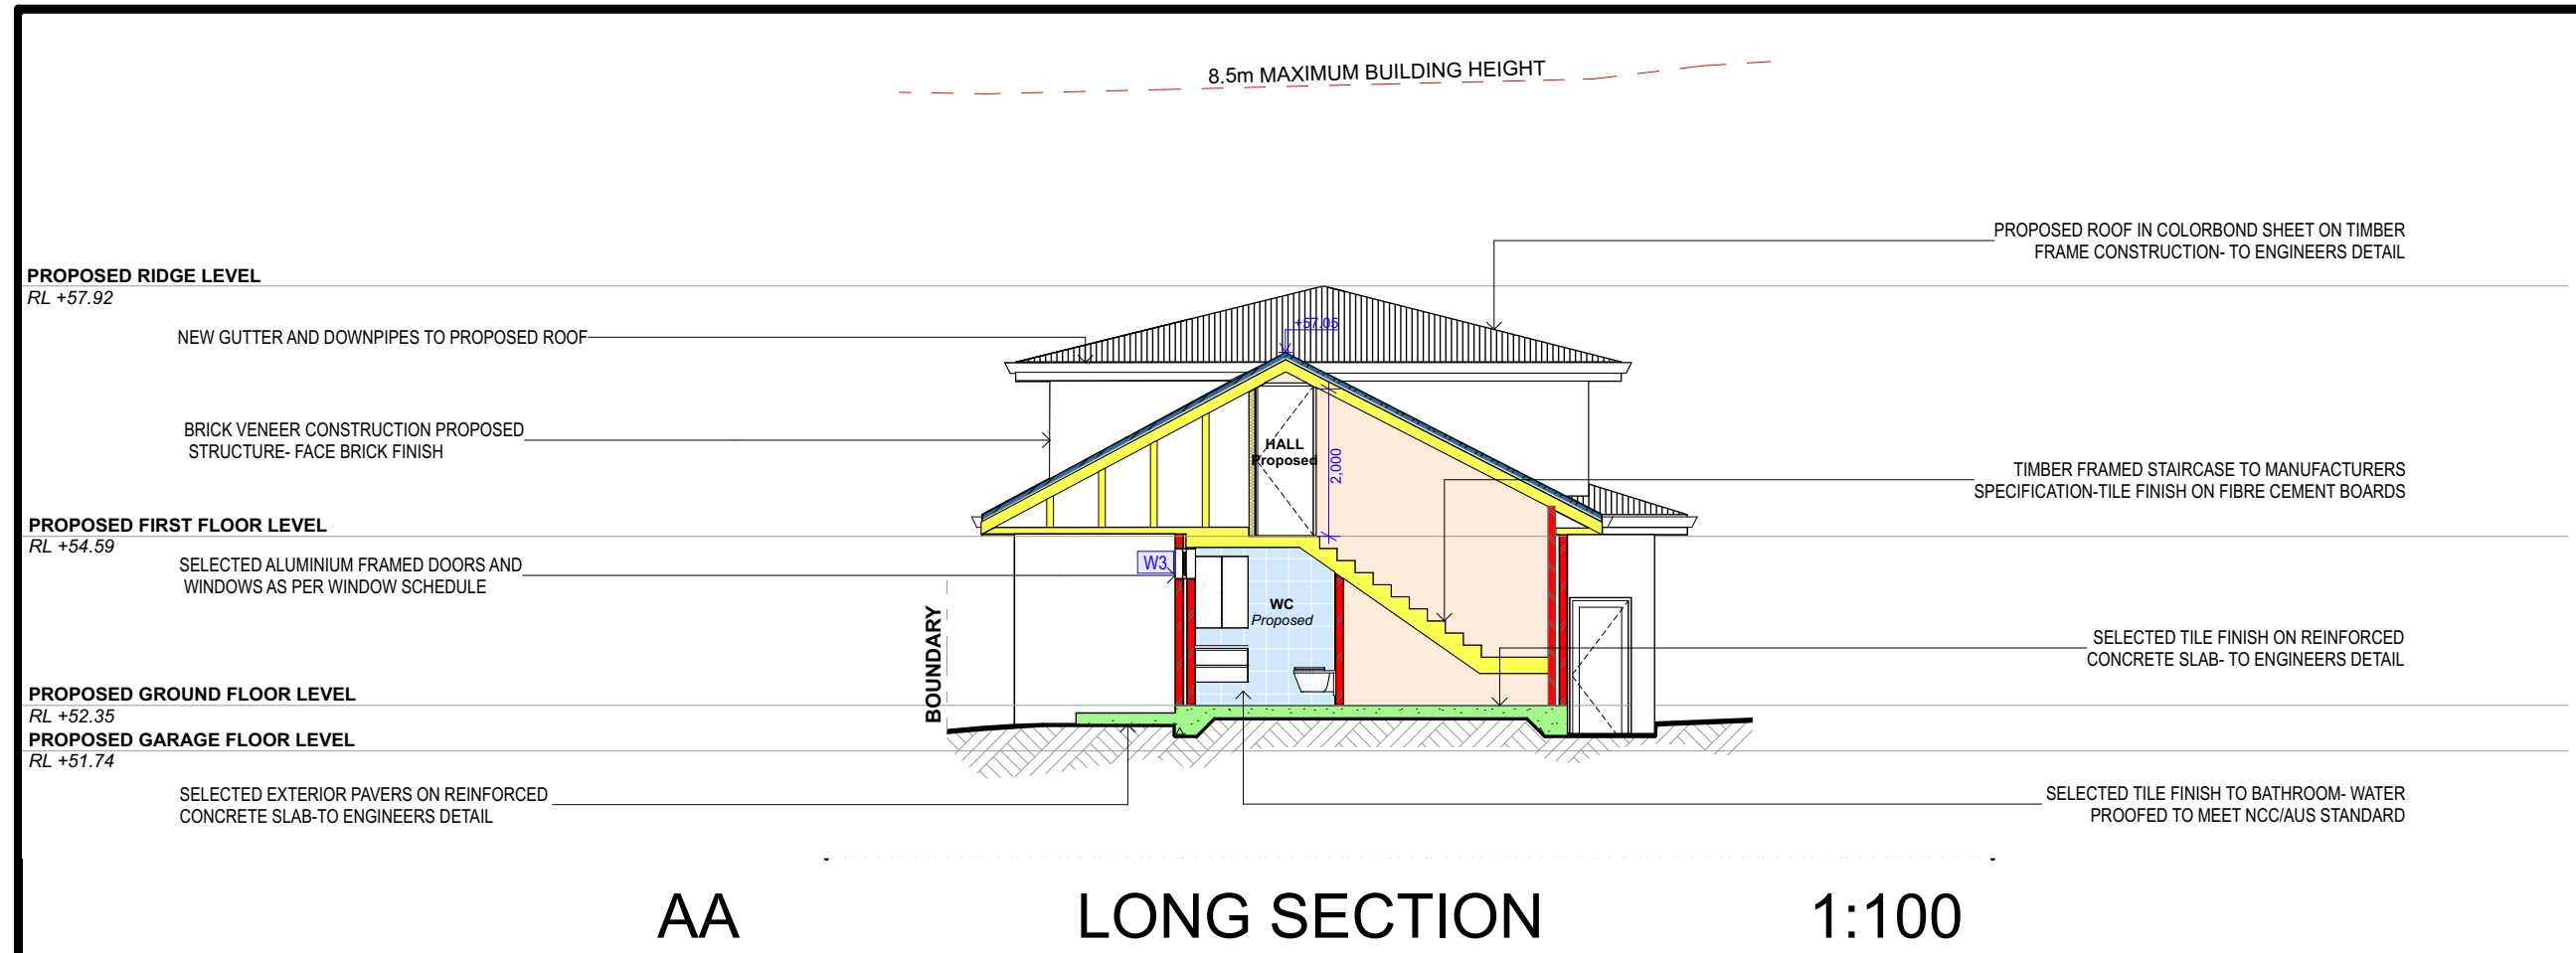 8.5m MAXIMUM BUILDING HEIGHT
PROPOSED ROOF IN COLORBOND SHEET ON TIMBER
FRAME CONSTRUCTION- TO ENGINEERS DETAIL
PROPOSED RIDGE LEVEL
RL +57.92
NEW GUTTER AND DOWNPIPES TO PROPOSED ROOF
+57.05
BRICK VENEER CONSTRUCTION PROPOSED
STRUCTURE- FACE BRICK FINISH
HALL
Proposed
2,000
TIMBER FRAMED STAIRCASE TO MANUFACTURERS
SPECIFICATION-TILE FINISH ON FIBRE CEMENT BOARDS
PROPOSED FIRST FLOOR LEVEL
RL +54.59
SELECTED ALUMINIUM FRAMED DOORS AND
WINDOWS AS PER WINDOW SCHEDULE
W3
WC
Proposed
BOUNDARY
SELECTED TILE FINISH ON REINFORCED
CONCRETE SLAB- TO ENGINEERS DETAIL
PROPOSED GROUND FLOOR LEVEL
RL +52.35
PROPOSED GARAGE FLOOR LEVEL
RL +51.74
SELECTED EXTERIOR PAVERS ON REINFORCED
CONCRETE SLAB-TO ENGINEERS DETAIL
SELECTED TILE FINISH TO BATHROOM- WATER
PROOFED TO MEET NCC/AUS STANDARD
AA LONG SECTION 1:100